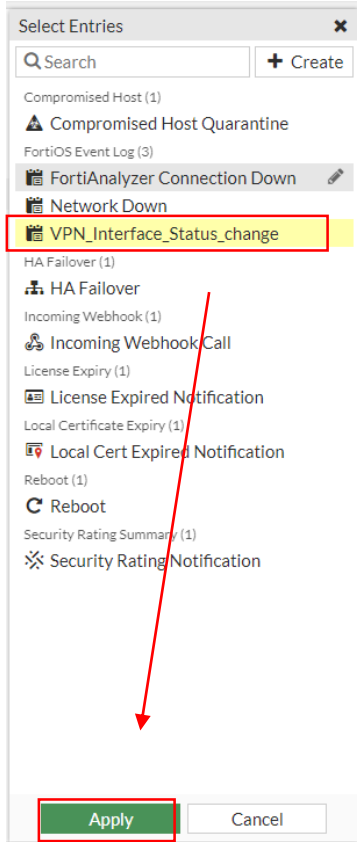 Select Entries
Search
Create
Compromised Host (1)
Compromised Host Quarantine
FortiOS Event Log (3)
FortiAnalyzer Connection Down
Network Down
VPN_Interface_Status_change
HA Failover (1)
HA Failover
Incoming Webhook (1)
Incoming Webhook Call
License Expiry (1)
License Expired Notification
Local Certificate Expiry (1)
Local Cert Expired Notification
Reboot (1)
Reboot
Security Rating Summary (1)
Security Rating Notification
Apply
Cancel